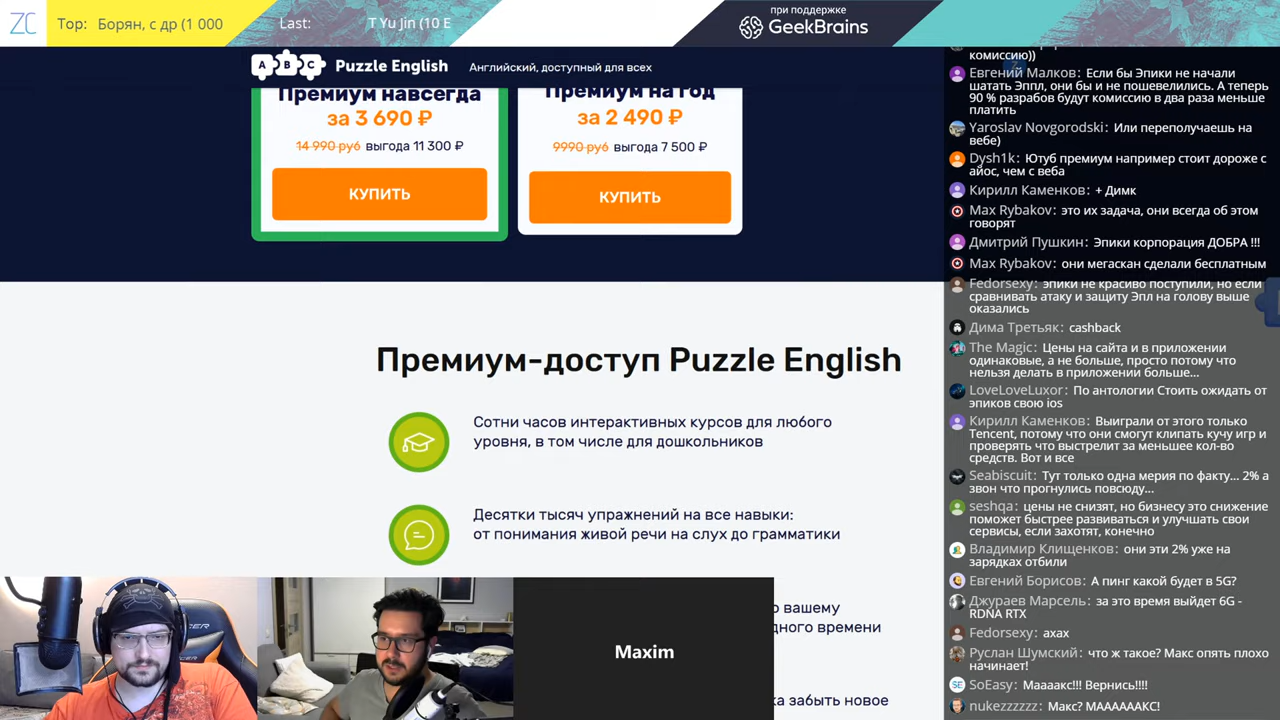 ZC
Top: Борян, с др (1 000
Last: T Yu Jin (10 E
при поддержке
GeekBrains
A B C
Puzzle English
Английский, доступный для всех
Премиум навсегда
за 3 690 ₽
14 990 руб выгода 11 300 ₽
КУПИТЬ
Премиум на год
за 2 490 ₽
9990 руб выгода 7 500 ₽
КУПИТЬ
Премиум-доступ Puzzle English
Сотни часов интерактивных курсов для любого
уровня, в том числе для дошкольников
Десятки тысяч упражнений на все навыки:
от понимания живой речи на слух до грамматики
вашему
дного времени
ка забыть новое
Maxim
комиссию))
Евгений Малков: Если бы Эпики не начали
шатать Эппл, они бы и не пошевелились. А теперь
90 % разрабов будут комиссию в два раза меньше
платить
Yaroslav Novgorodski: Или переполучаешь на
вебе)
Dysh1k: Ютуб премиум например стоит дороже с
айос, чем с веба
Кирилл Каменков: + Димк
Max Rybakov: это их задача, они всегда об этом
говорят
Дмитрий Пушкин: Эпики корпорация ДОБРА !!!
Max Rybakov: они мегаскан сделали бесплатным
Fedorsexy: эпики не красиво поступили, но если
сравнивать атаку и защиту Эпл на голову выше
оказались
Дима Третьяк: cashback
The Magic: Цены на сайта и в приложении
одинаковые, а не больше, просто потому что
нельзя делать в приложении больше...
LoveLoveLuxor: По антологии Стоить ожидать от
эпиков свою ios
Кирилл Каменков: Выиграли от этого только
Tencent, потому что они смогут клипать кучу игр и
проверять что выстрелит за меньшее кол-во
средств. Вот и все
Seabiscuit: Тут только одна мерия по факту... 2% а
звон что прогнулись повсюду...
seshqa: цены не снизят, но бизнесу это снижение
поможет быстрее развиваться и улучшать свои
сервисы, если захотят, конечно
Владимир Клищенков: они эти 2% уже на
зарядках отбили
Евгений Борисов: А пинг какой будет в 5G?
Джураев Марсель: за это время выйдет 6G -
RDNA RTX
Fedorsexy: ахах
Руслан Шумский: что ж такое? Макс опять плохо
начинает!
SE
SoEasy: Маааакс!!! Вернись!!!!
nukezzzzzz: Макс? МААААААКС!